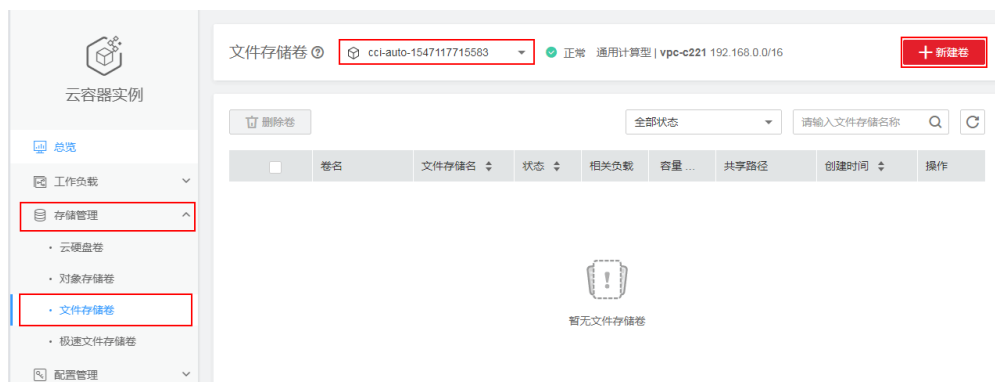 云容器实例
总览
工作负载
存储管理
· 云硬盘卷
· 对象存储卷
· 文件存储卷
· 极速文件存储卷
配置管理
文件存储卷 ? cci-auto-1547117715583 正常 通用计算型 | vpc-c221 192.168.0.0/16 + 新建卷
删除卷 全部状态 请输入文件存储名称
卷名 文件存储名 状态 相关负载 容量 ... 共享路径 创建时间 操作
暂无文件存储卷